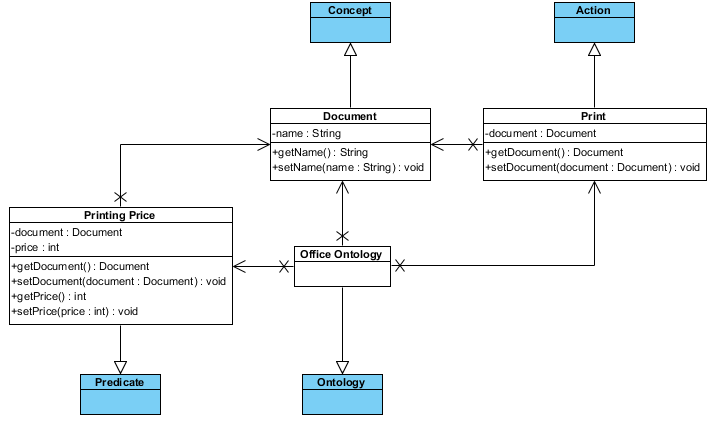 Concept
Action
Document
-name : String
+getName() : String
+setName(name : String) : void
Print
-document : Document
+getDocument() : Document
+setDocument(document : Document) : void
Printing Price
-document : Document
-price : int
+getDocument() : Document
+setDocument(document : Document) : void
+getPrice() : int
+setPrice(price : int) : void
Office Ontology
Predicate
Ontology